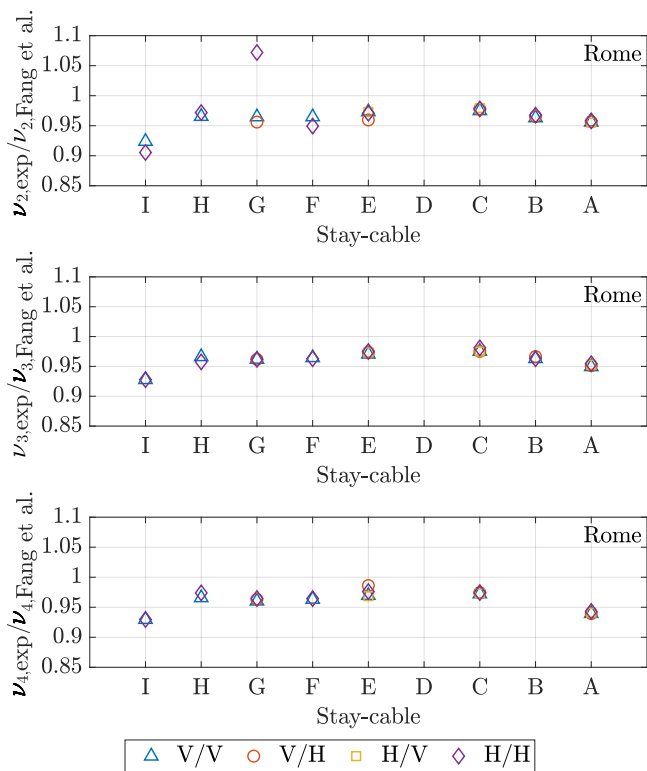 1.1
1.05
1
0.95
0.9
0.85
ν2,exp/ν2,Fang et al.
Rome
I H G F E D C B A
Stay-cable
1.1
1.05
1
0.95
0.9
0.85
ν3,exp/ν3,Fang et al.
Rome
I H G F E D C B A
Stay-cable
1.1
1.05
1
0.95
0.9
0.85
ν4,exp/ν4,Fang et al.
Rome
I H G F E D C B A
Stay-cable
V/V V/H H/V H/H